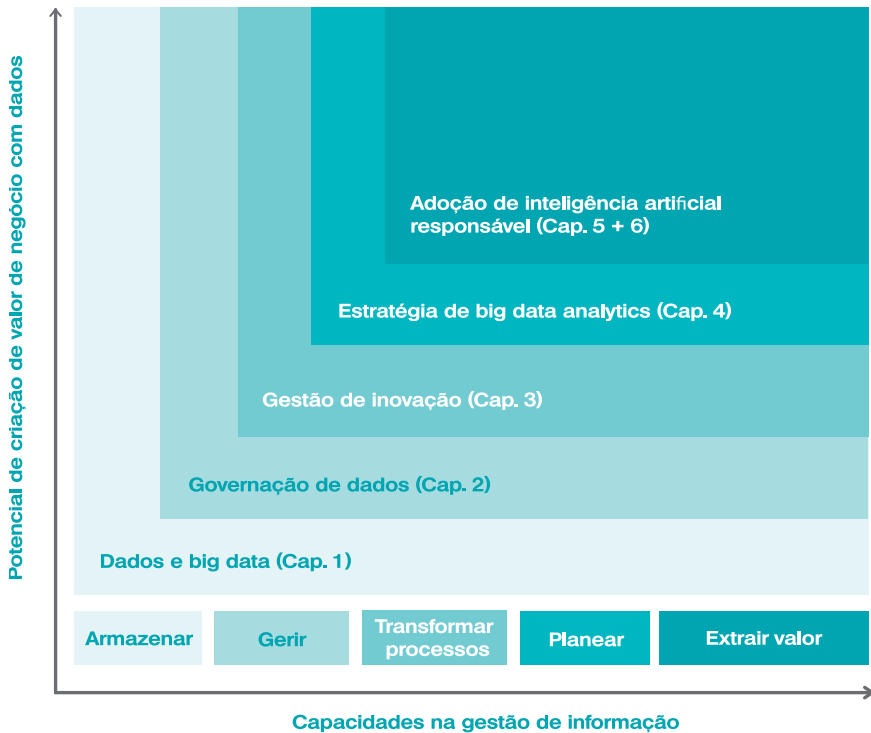 Potencial de criação de valor de negócio com dados
Adoção de inteligência artificial
responsável (Cap. 5 + 6)
Estratégia de big data analytics (Cap. 4)
Gestão de inovação (Cap. 3)
Governação de dados (Cap. 2)
Dados e big data (Cap. 1)
Armazenar
Gerir
Transformar
processos
Planear
Extrair valor
Capacidades na gestão de informação